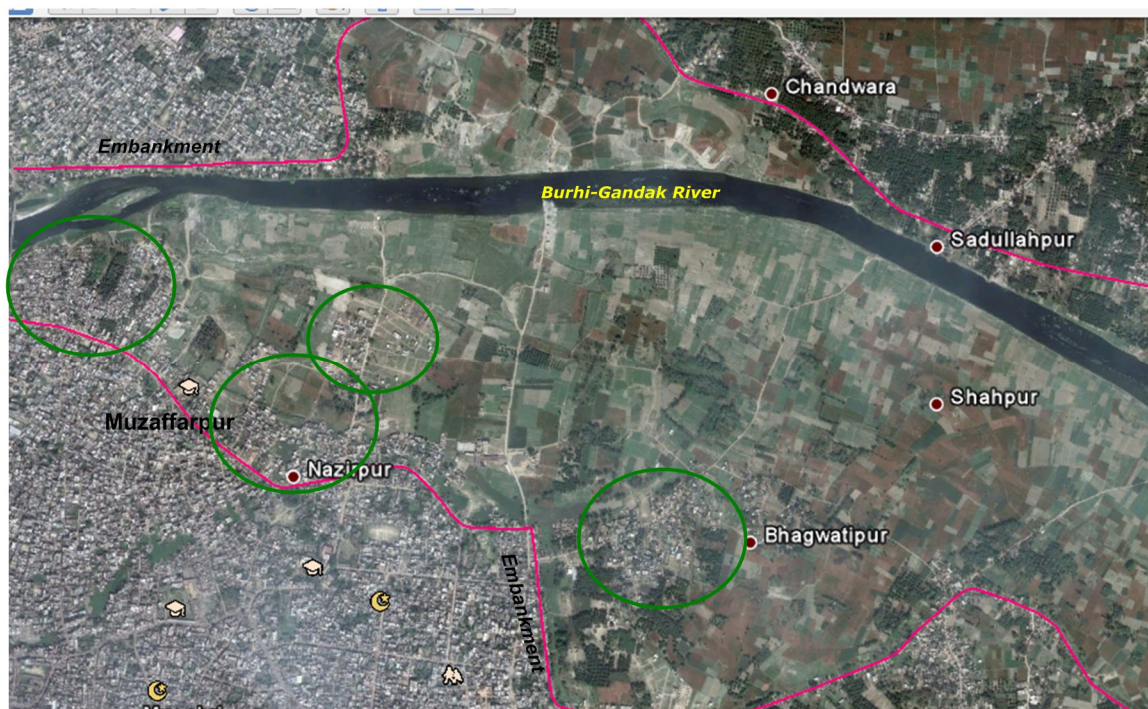 Chandwara
Embankment
Burhi-Gandak River
Sadullahpur
Shahpur
Muzaffarpur
Nazirpur
Bhagwatipur
Embankment